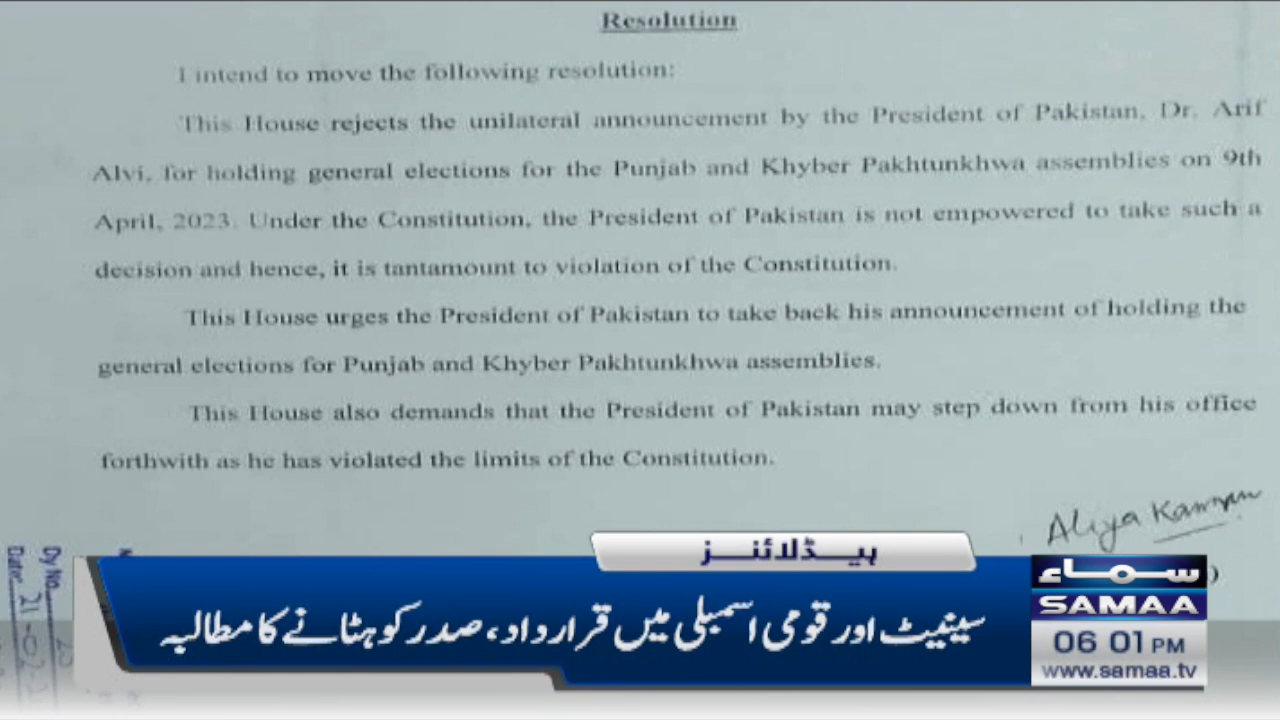 Resolution
I intend to move the following resolution:
This House rejects the unilateral announcement by the President of Pakistan, Dr. Arif
Alvi, for holding general elections for the Punjab and Khyber Pakhtunkhwa assemblies on 9th
April, 2023. Under the Constitution, the President of Pakistan is not empowered to take such a
decision and hence, it is tantamount to violation of the Constitution.
This House urges the President of Pakistan to take back his announcement of holding the
general elections for Punjab and Khyber Pakhtunkhwa assemblies.
This House also demands that the President of Pakistan may step down from his office
forthwith as he has violated the limits of the Constitution.
Aliya Kamran
Dy No.
Date: 21-02-
ہیڈلائنز
سینیٹ اور قومی اسمبلی میں قرارداد، صدر کو ہٹانے کا مطالبہ
سماء
SAMAA
06 01 PM
www.samaa.tv